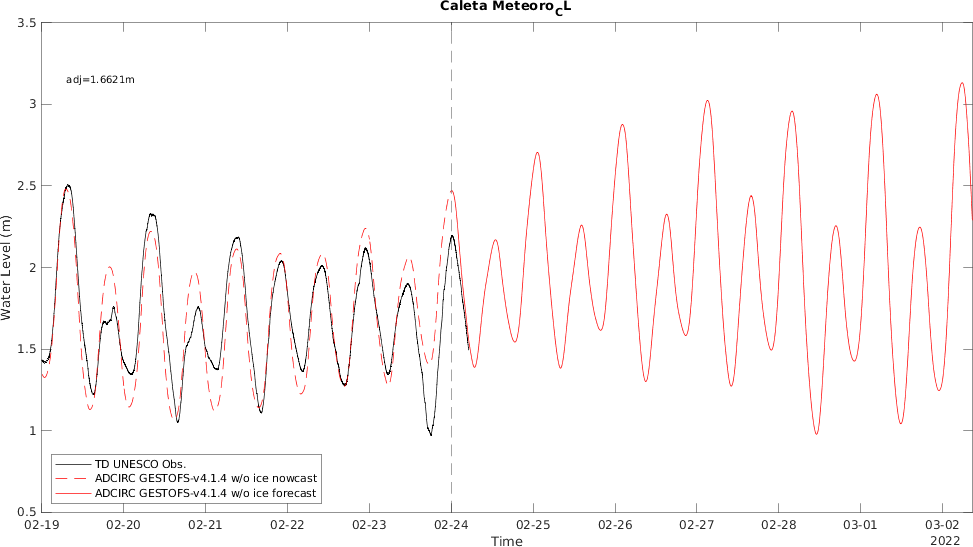 Caleta Meteoro_CL
3.5
adj=1.6621m
3
2.5
2
Water Level (m)
1.5
1
TD UNESCO Obs.
ADCIRC GESTOFS-v4.1.4 w/o ice nowcast
ADCIRC GESTOFS-v4.1.4 w/o ice forecast
0.5
02-19 02-20 02-21 02-22 02-23 02-24 02-25 02-26 02-27 02-28 03-01 03-02
Time 2022